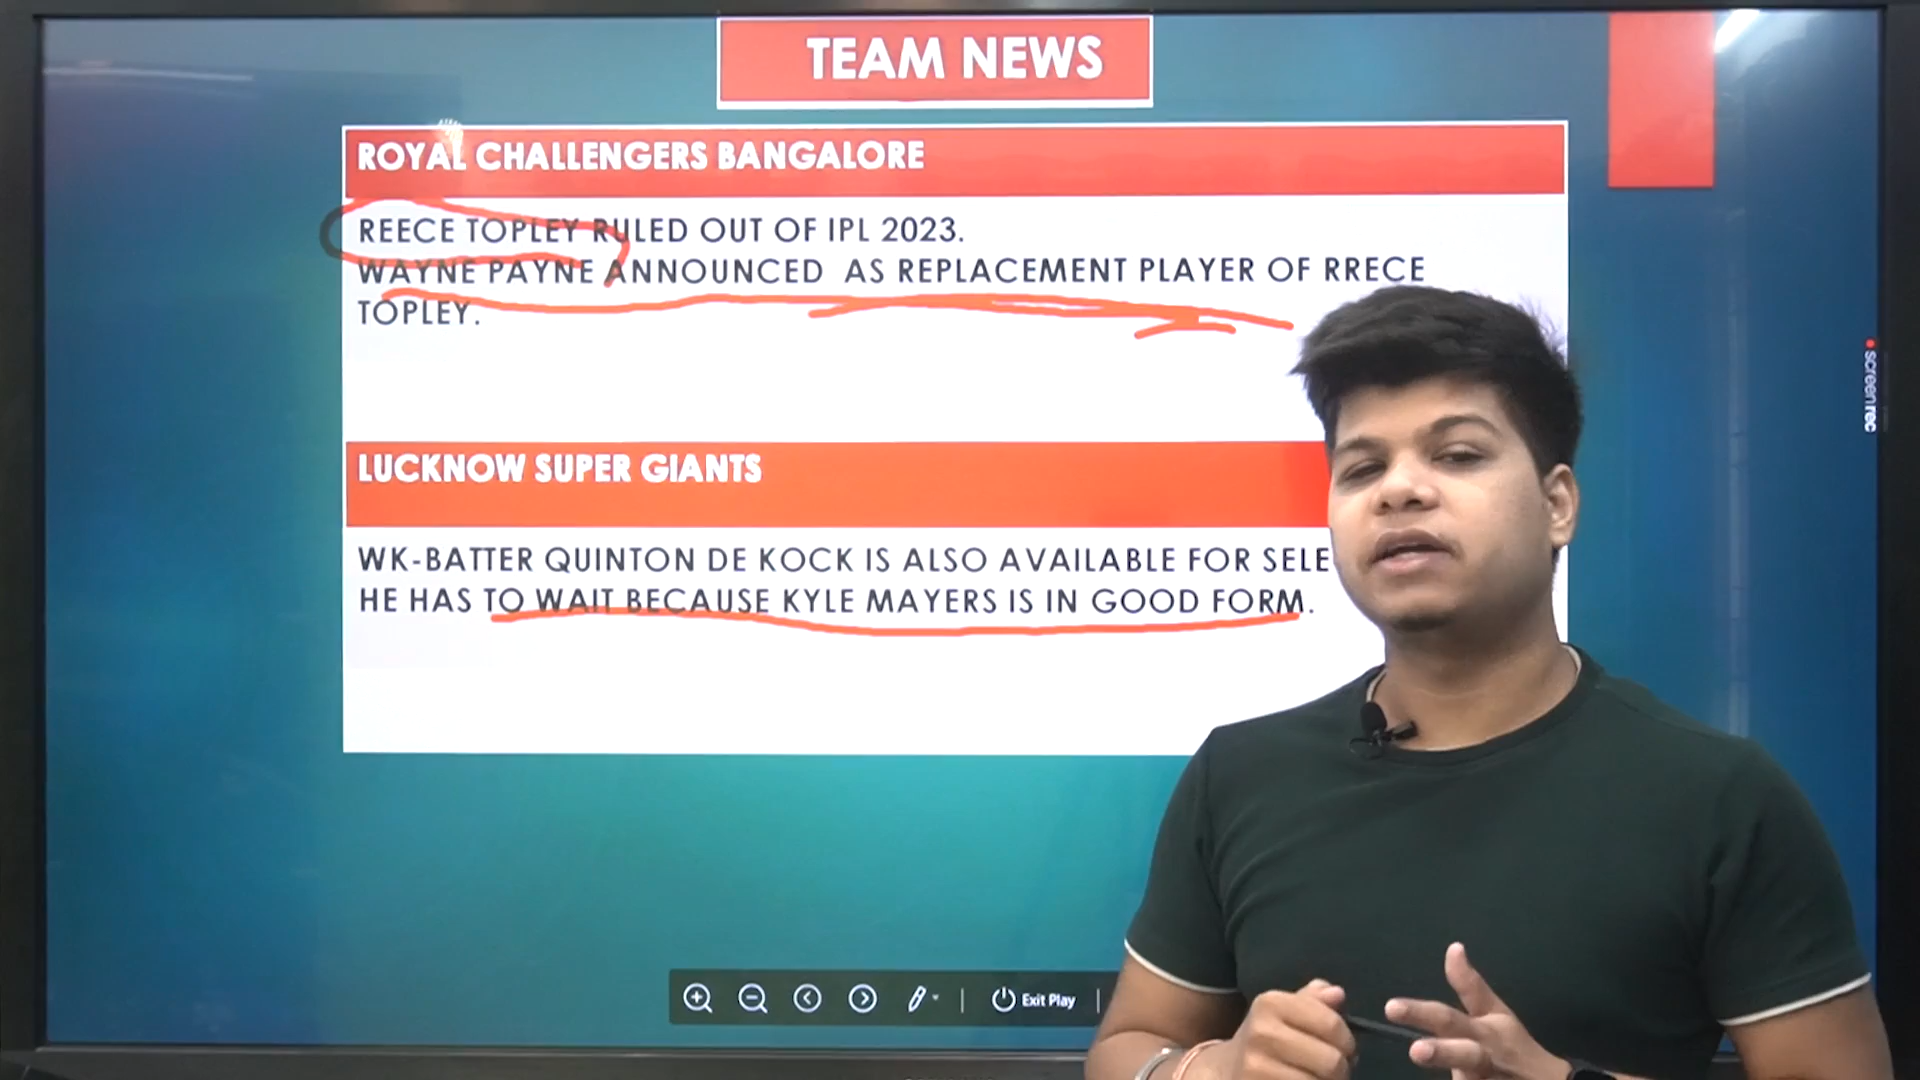 TEAM NEWS
ROYAL CHALLENGERS BANGALORE
REECE TOPLEY RULED OUT OF IPL 2023.
WAYNE PAYNE ANNOUNCED AS REPLACEMENT PLAYER OF RRECE
TOPLEY.
LUCKNOW SUPER GIANTS
WK-BATTER QUINTON DE KOCK IS ALSO AVAILABLE FOR SELE
HE HAS TO WAIT BECAUSE KYLE MAYERS IS IN GOOD FORM.
Exit Play
screenrec